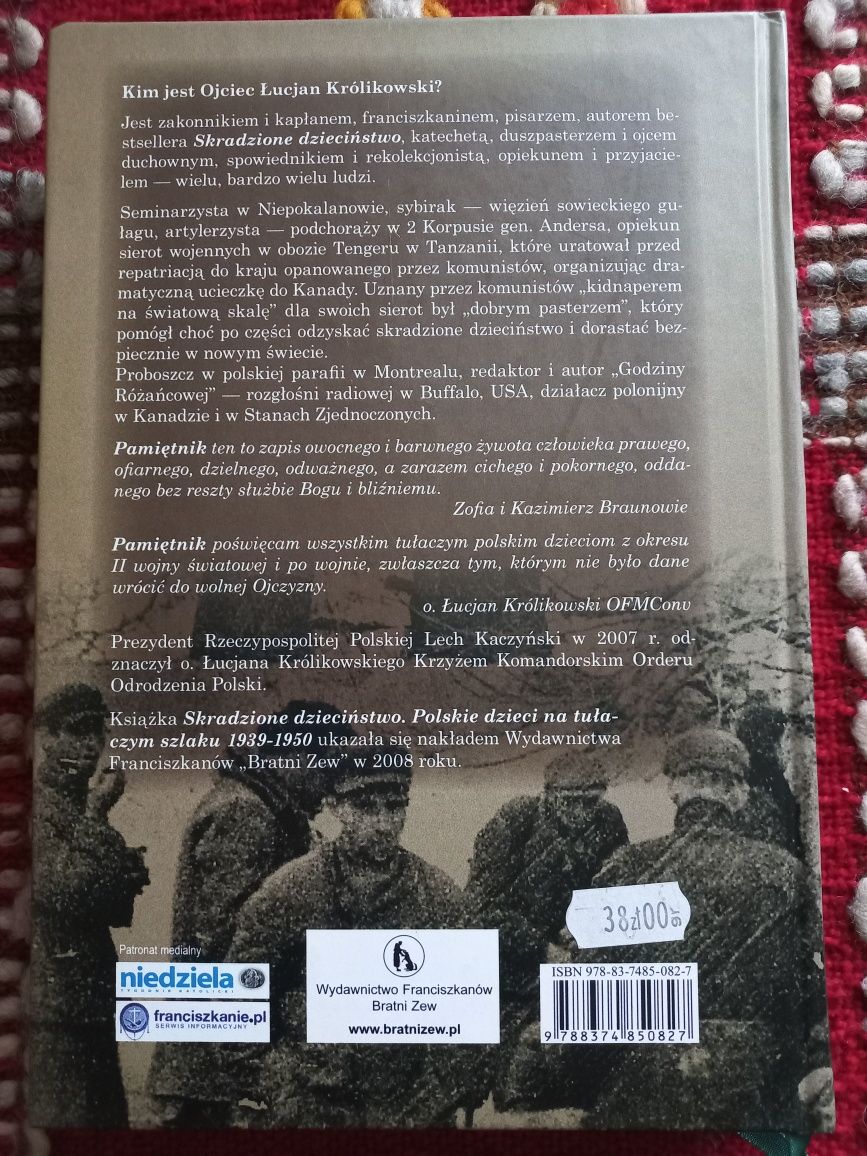 Kim jest Ojciec Łucjan Królikowski?
Jest zakonnikiem i kapłanem, franciszkaninem, pisarzem, autorem be-
stsellera Skradzione dzieciństwo, katechetą, duszpasterzem i ojcem
duchownym, spowiednikiem i rekolekcjonistą, opiekunem i przyjacie-
lem — wielu, bardzo wielu ludzi.
Seminarzysta w Niepokalanowie, sybirak — więzień sowieckiego gu-
łagu, artylerzysta — podchorąży w 2 Korpusie gen. Andersa, opiekun
sierot wojennych w obozie Tengeru w Tanzanii, które uratował przed
repatriacją do kraju opanowanego przez komunistów, organizując dra-
matyczną ucieczkę do Kanady. Uznany przez komunistów „kidnaperem
na światową skalę” dla swoich sierot był „dobrym pasterzem”, który
pomógł choć po części odzyskać skradzione dzieciństwo i dorastać bez-
piecznie w nowym świecie.
Proboszcz w polskiej parafii w Montrealu, redaktor i autor „Godziny
Różańcowej” — rozgłośni radiowej w Buffalo, USA, działacz polonijny
w Kanadzie i w Stanach Zjednoczonych.
Pamiętnik ten to zapis owocnego i barwnego żywota człowieka prawego,
ofiarnego, dzielnego, odważnego, a zarazem cichego i pokornego, odda-
nego bez reszty służbie Bogu i bliźniemu.
Zofia i Kazimierz Braunowie
Pamiętnik poświęcam wszystkim tułaczym polskim dzieciom z okresu
II wojny światowej i po wojnie, zwłaszcza tym, którym nie było dane
wrócić do wolnej Ojczyzny.
o. Łucjan Królikowski OFMConv
Prezydent Rzeczypospolitej Polskiej Lech Kaczyński w 2007 r. od-
znaczył o. Łucjana Królikowskiego Krzyżem Komandorskim Orderu
Odrodzenia Polski.
Książka Skradzione dzieciństwo. Polskie dzieci na tuła-
czym szlaku 1939-1950 ukazała się nakładem Wydawnictwa
Franciszkanów „Bratni Zew” w 2008 roku.
38zł00
Patronat medialny
niedziela
TYGODNIK KATOLICKI
franciszkanie.pl
SERWIS INFORMACYJNY
Wydawnictwo Franciszkanów
Bratni Zew
www.bratnizew.pl
ISBN 978-83-7485-082-7
9 788374 850827